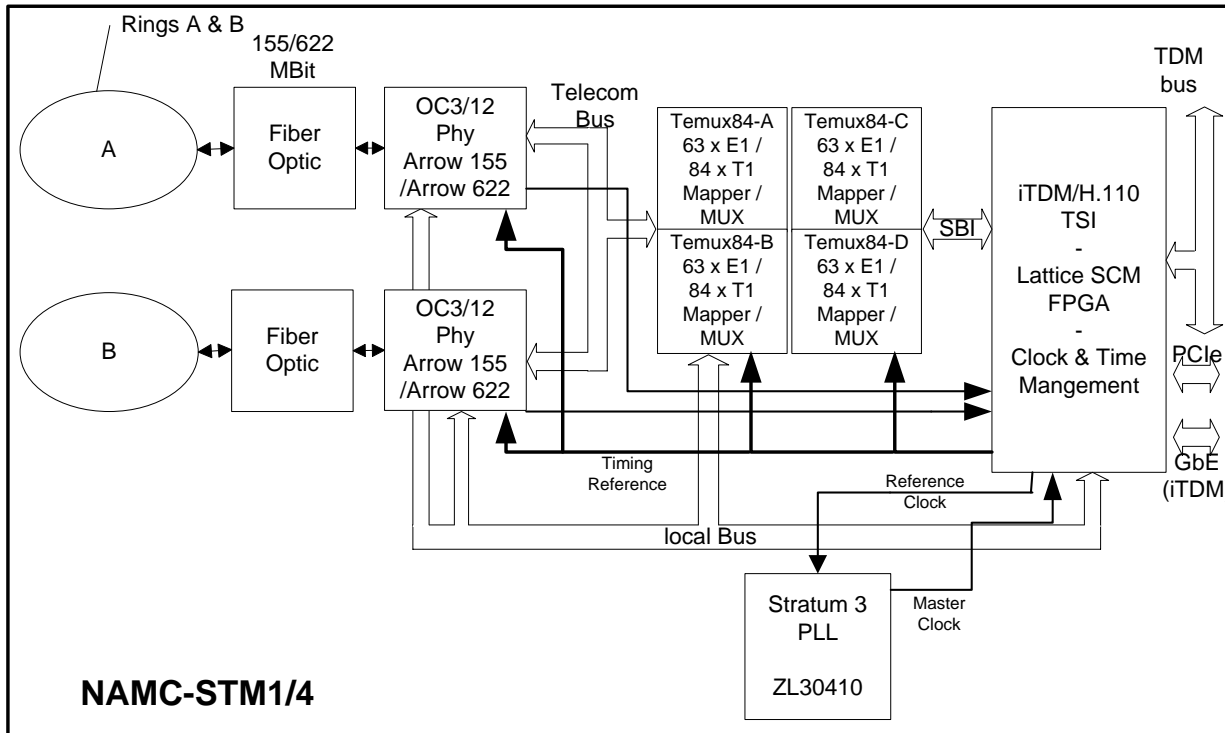 Rings A & B
155/622
MBit
A
Fiber
Optic
OC3/12
Phy
Arrow 155
/Arrow 622
Telecom
Bus
Temux84-A
63 x E1 /
84 x T1
Mapper /
MUX
Temux84-C
63 x E1 /
84 x T1
Mapper /
MUX
SBI
iTDM/H.110
TSI
-
Lattice SCM
FPGA
-
Clock & Time
Mangement
TDM
bus
B
Fiber
Optic
OC3/12
Phy
Arrow 155
/Arrow 622
Temux84-B
63 x E1 /
84 x T1
Mapper /
MUX
Temux84-D
63 x E1 /
84 x T1
Mapper /
MUX
PCIe
GbE
(iTDM
Timing
Reference
Reference
Clock
local Bus
Stratum 3
PLL
ZL30410
Master
Clock
NAMC-STM1/4